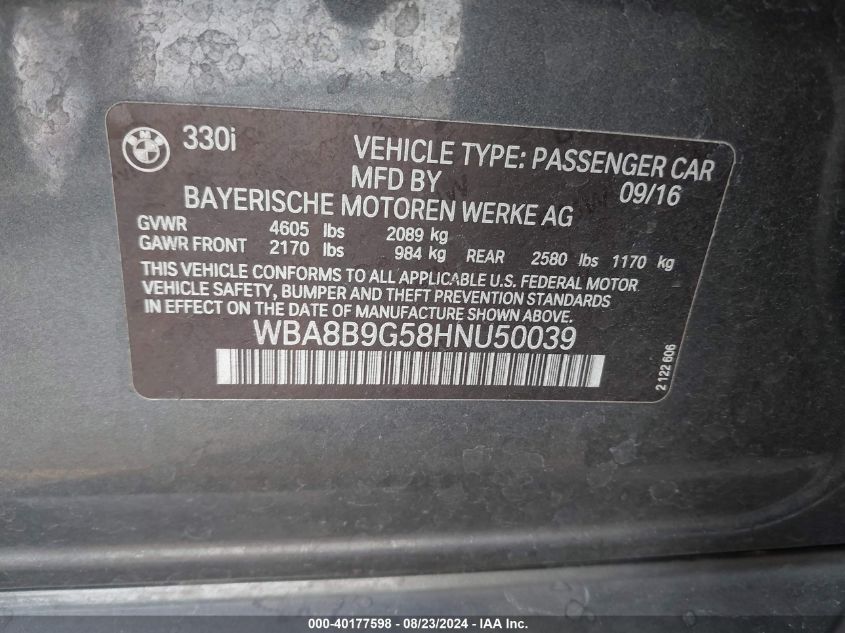 330i
VEHICLE TYPE: PASSENGER CAR
MFD BY 09/16
BAYERISCHE MOTOREN WERKE AG
GVWR 4605 lbs 2089 kg
GAWR FRONT 2170 lbs 984 kg REAR 2580 lbs 1170 kg
THIS VEHICLE CONFORMS TO ALL APPLICABLE U.S. FEDERAL MOTOR
VEHICLE SAFETY, BUMPER AND THEFT PREVENTION STANDARDS
IN EFFECT ON THE DATE OF MANUFACTURE SHOWN ABOVE.
WBA8B9G58HNU50039
2 122 606
000-40177598 - 08/23/2024 - IAA Inc.